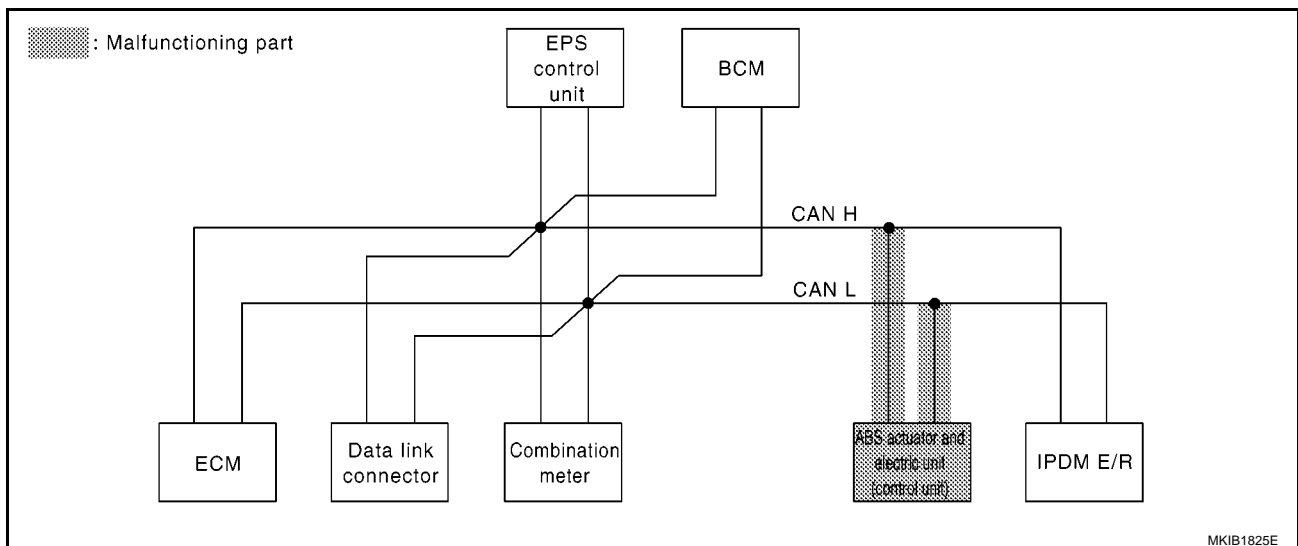 : Malfunctioning part
EPS
control
unit
BCM
CAN H
CAN L
ECM
Data link
connector
Combination
meter
ABS actuator and
electric unit
(control unit)
IPDM E/R
MKIB1825E